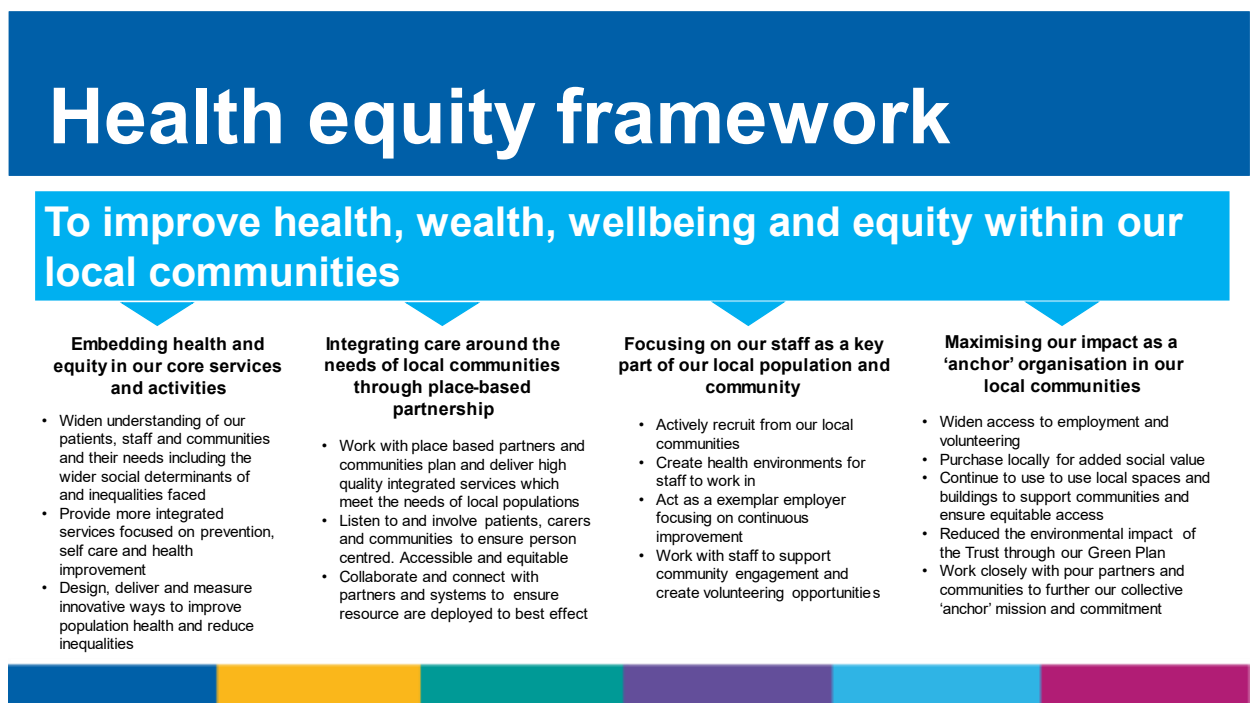 Health equity framework
To improve health, wealth, wellbeing and equity within our
local communities
Embedding health and
equity in our core services
and activities
• Widen understanding of our
patients, staff and communities
and their needs including the
wider social determinants of
and inequalities faced
• Provide more integrated
services focused on prevention,
self care and health
improvement
• Design, deliver and measure
innovative ways to improve
population health and reduce
inequalities
Integrating care around the
needs of local communities
through place-based
partnership
• Work with place based partners and
communities plan and deliver high
quality integrated services which
meet the needs of local populations
• Listen to and involve patients, carers
and communities to ensure person
centred. Accessible and equitable
• Collaborate and connect with
partners and systems to ensure
resource are deployed to best effect
Focusing on our staff as a key
part of our local population and
community
• Actively recruit from our local
communities
• Create health environments for
staff to work in
• Act as a exemplar employer
focusing on continuous
improvement
• Work with staff to support
community engagement and
create volunteering opportunities
Maximising our impact as a
‘anchor’ organisation in our
local communities
• Widen access to employment and
volunteering
• Purchase locally for added social value
• Continue to use to use local spaces and
buildings to support communities and
ensure equitable access
• Reduced the environmental impact of
the Trust through our Green Plan
• Work closely with pour partners and
communities to further our collective
‘anchor’ mission and commitment